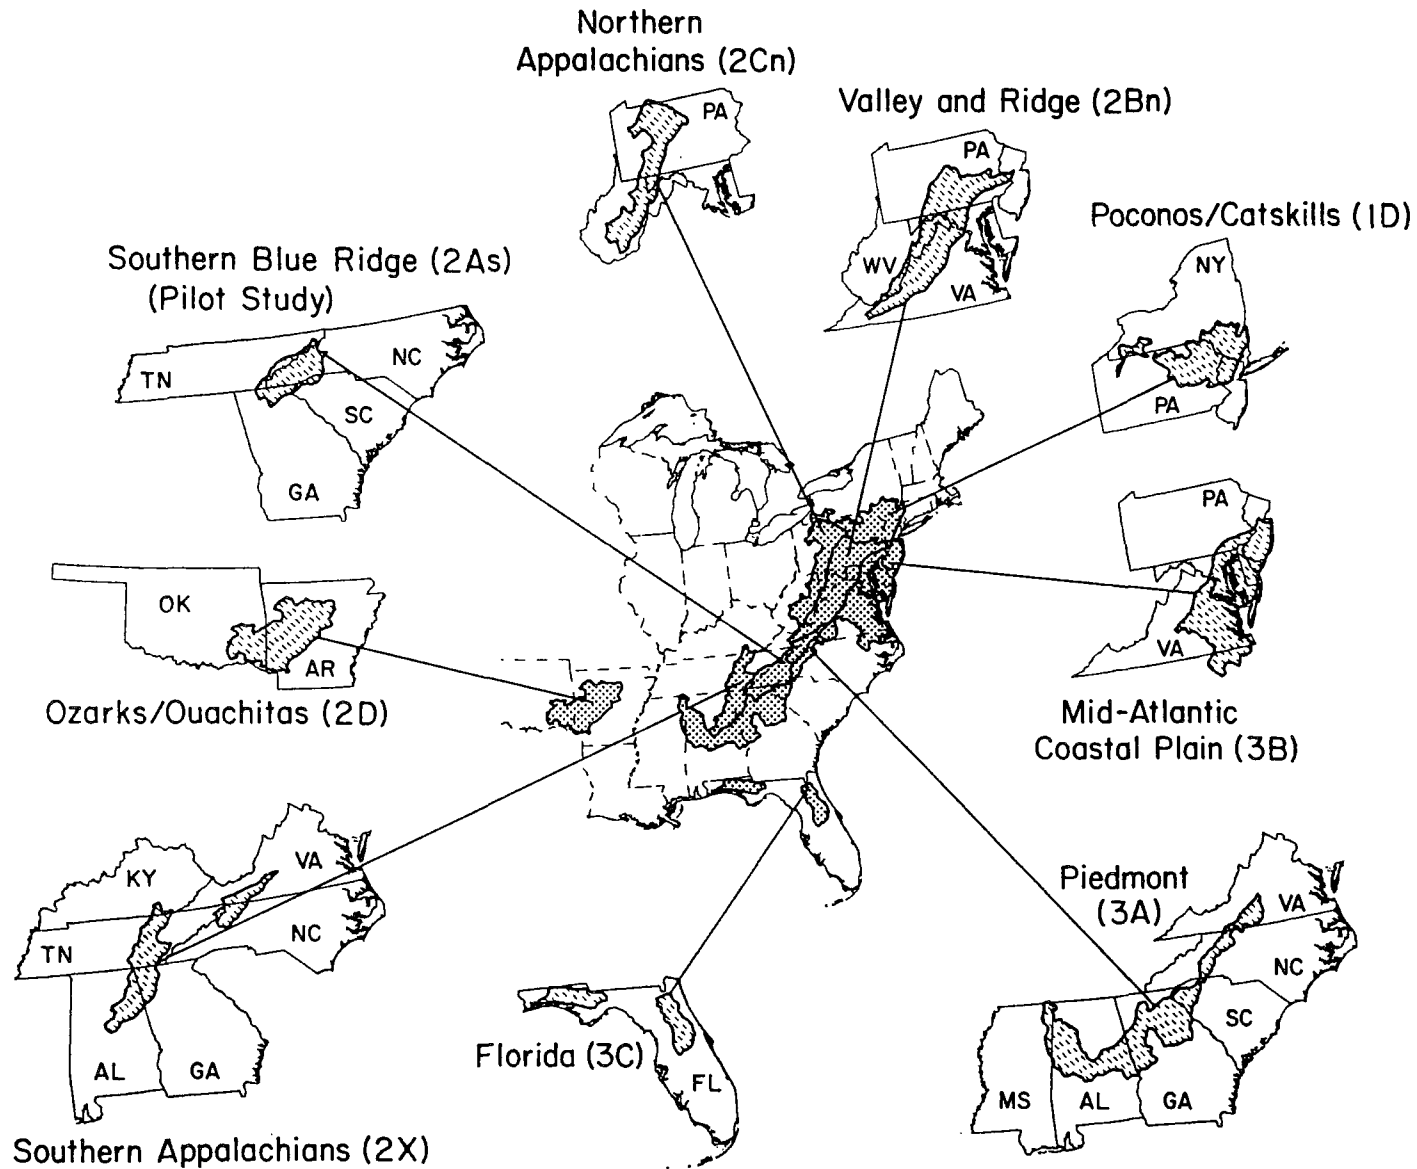 Northern
Appalachians (2Cn)
PA
Valley and Ridge (2Bn)
PA
WV
VA
Poconos/Catskills (1D)
NY
PA
Southern Blue Ridge (2As)
(Pilot Study)
TN
NC
SC
GA
PA
VA
Mid-Atlantic
Coastal Plain (3B)
OK
AR
Ozarks/Ouachitas (2D)
KY
VA
TN
NC
AL
GA
Southern Appalachians (2X)
Florida (3C)
FL
Piedmont
(3A)
VA
NC
SC
MS
AL
GA